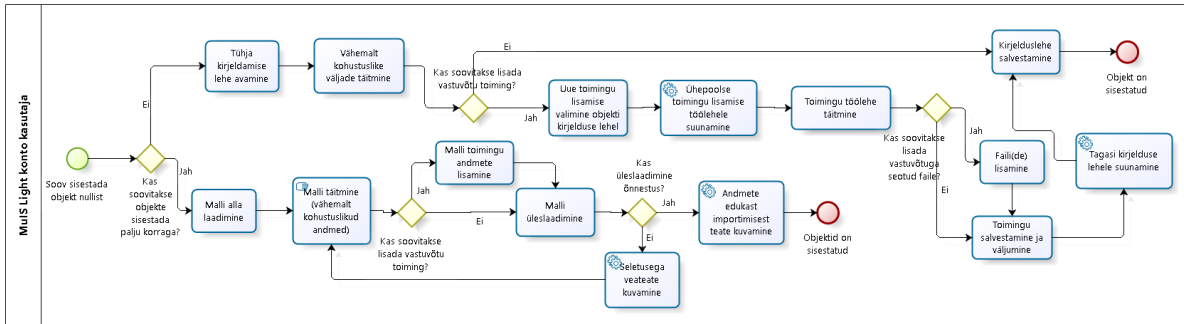 MuIS Light konto kasutaja
Soov sisestada
objekt nullist
Kas
soovitakse
objekte
sisestada
palju korraga?
Ei
Jah
Tühja
kirjeldamise
lehe avamine
Vähemalt
kohustuslike
väljade täitmine
Kas soovitakse lisada
vastuvõtu toiming?
Ei
Jah
Uue toimingu
lisamise
valimine objekti
kirjelduse lehel
Ühepoolse
toimingu lisamise
töölehele
suunamine
Toimingu töölehe
täitmine
Kas soovitakse
lisada
vastuvõtuga
seotud faile?
Jah
Ei
Faili(de)
lisamine
Toimingu
salvestamine ja
väljumine
Tagasi kirjelduse
lehele suunamine
Kirjelduslehe
salvestamine
Objekt on
sisestatud
Malli alla
laadimine
Malli täitmine
(vähemalt
kohustuslikud
andmed)
Kas soovitakse
lisada vastuvõtu
toiming?
Jah
Ei
Malli toimingu
andmete
lisamine
Malli
üleslaadimine
Kas
üleslaadimine
õnnestus?
Jah
Ei
Andmete
edukast
importimisest
teate kuvamine
Objektid on
sisestatud
Seletusega
veateate
kuvamine